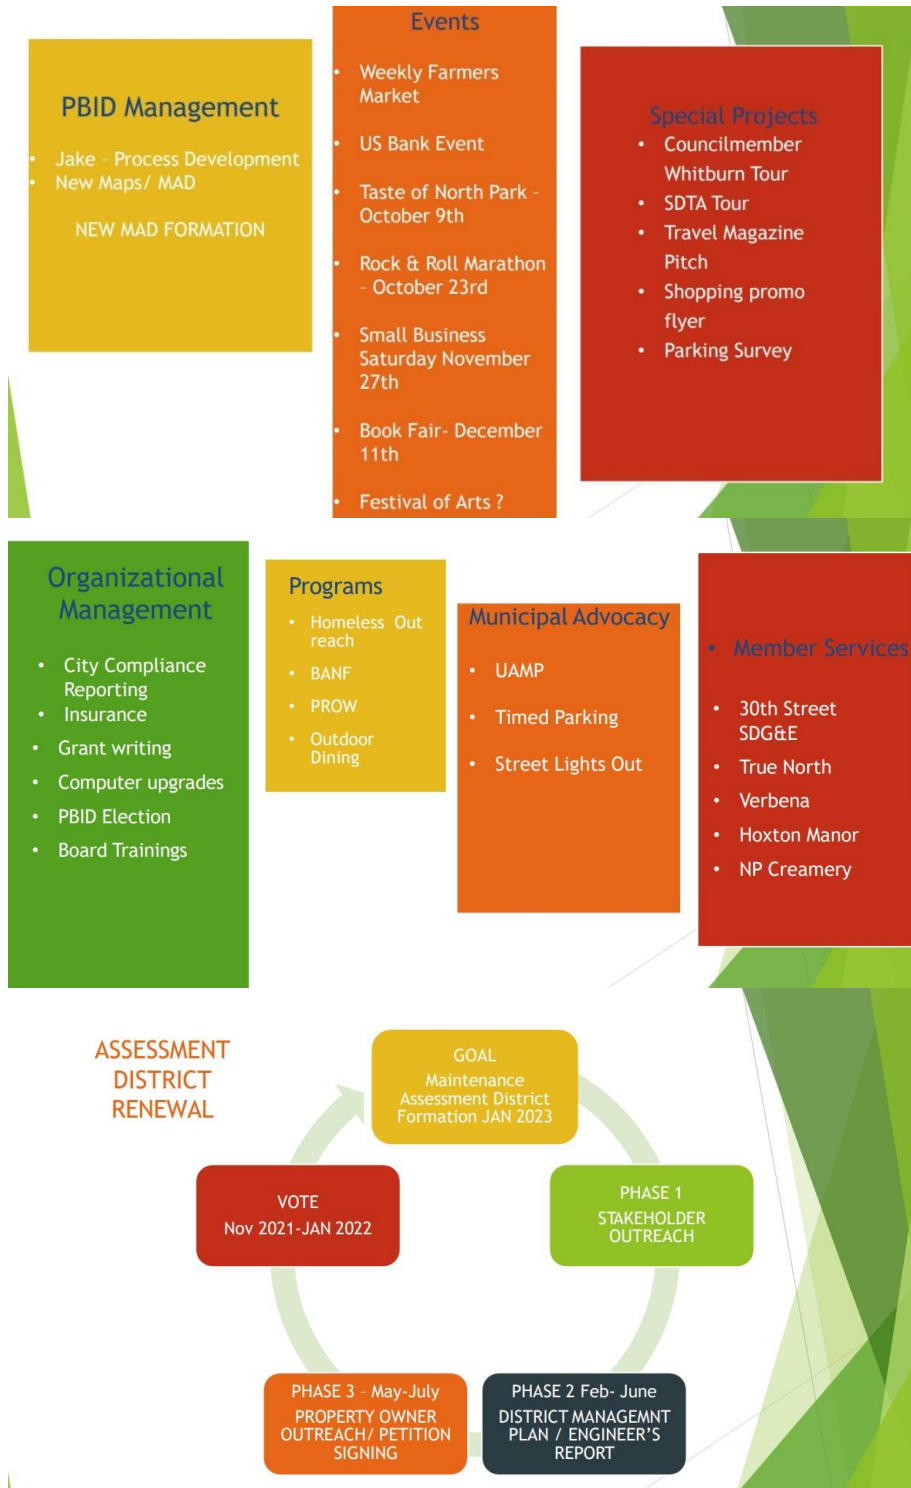 PBID Management
• Jake – Process Development
• New Maps/ MAD
NEW MAD FORMATION
Events
• Weekly Farmers
Market
• US Bank Event
• Taste of North Park –
October 9th
• Rock & Roll Marathon
– October 23rd
• Small Business
Saturday November
27th
• Book Fair- December
11th
• Festival of Arts ?
Special Projects
• Councilmember
Whitburn Tour
• SDTA Tour
• Travel Magazine
Pitch
• Shopping promo
flyer
• Parking Survey
Organizational
Management
• City Compliance
Reporting
• Insurance
• Grant writing
• Computer upgrades
• PBID Election
• Board Trainings
Programs
• Homeless Out
reach
• BANF
• PROW
• Outdoor
Dining
Municipal Advocacy
• UAMP
• Timed Parking
• Street Lights Out
• Member Services
• 30th Street
SDG&E
• True North
• Verbena
• Hoxton Manor
• NP Creamery
ASSESSMENT
DISTRICT
RENEWAL
GOAL
Maintenance
Assessment District
Formation JAN 2023
PHASE 1
STAKEHOLDER
OUTREACH
PHASE 2 Feb- June
DISTRICT MANAGEMNT
PLAN / ENGINEER'S
REPORT
PHASE 3 – May-July
PROPERTY OWNER
OUTREACH/ PETITION
SIGNING
VOTE
Nov 2021-JAN 2022